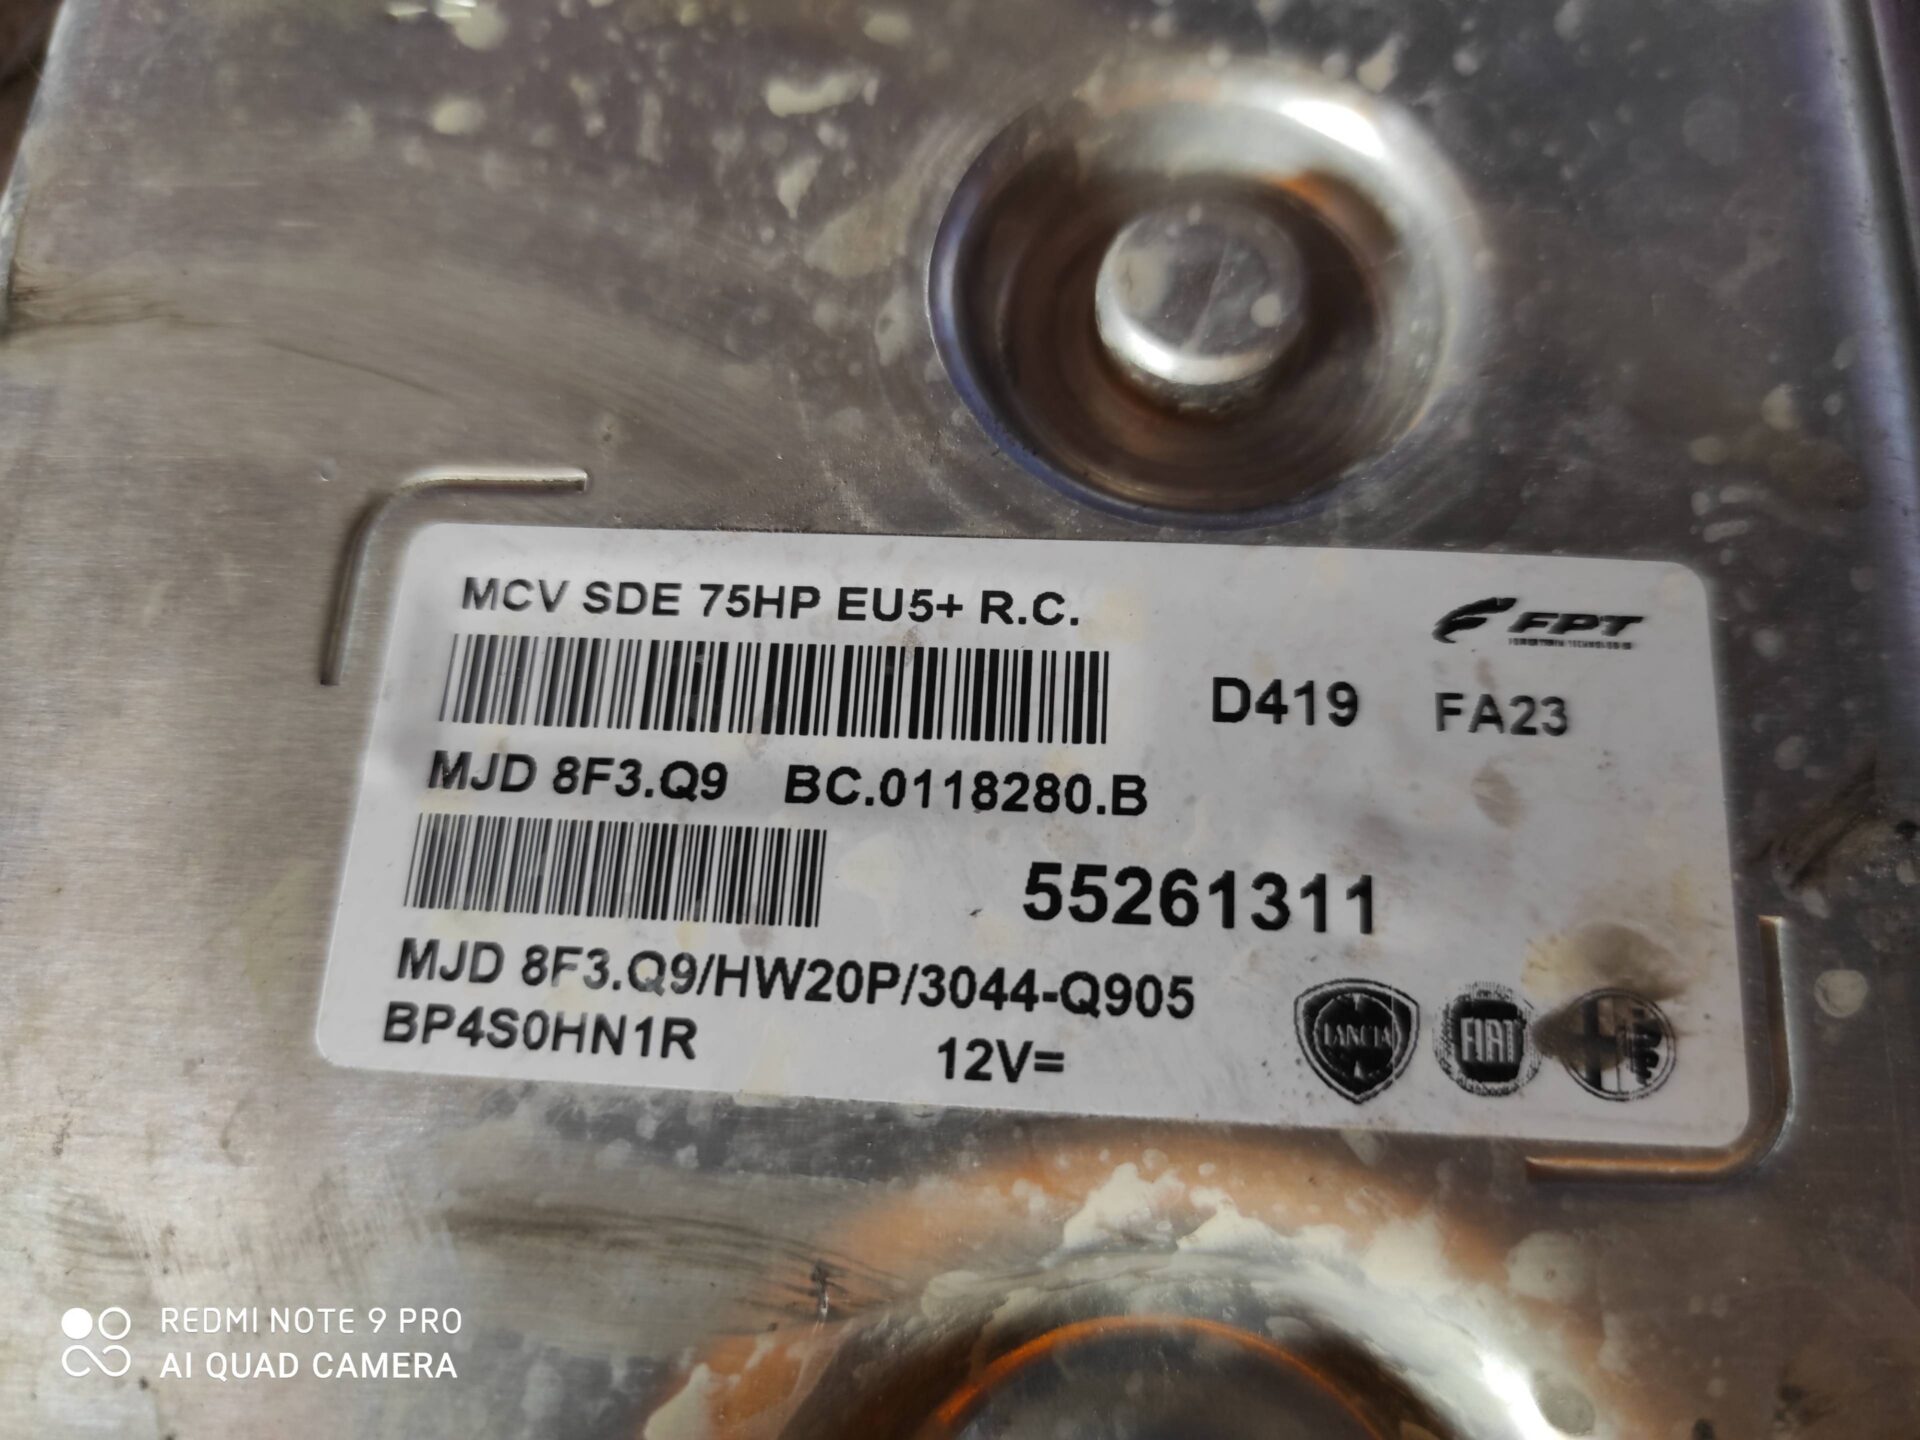 MCV SDE 75HP EU5+ R.C.
FPT
D419 FA23
MJD 8F3.Q9 BC.0118280.B
55261311
MJD 8F3.Q9/HW20P/3044-Q905
BP4S0HN1R 12V=
LANCIA FIAT
REDMI NOTE 9 PRO
AI QUAD CAMERA